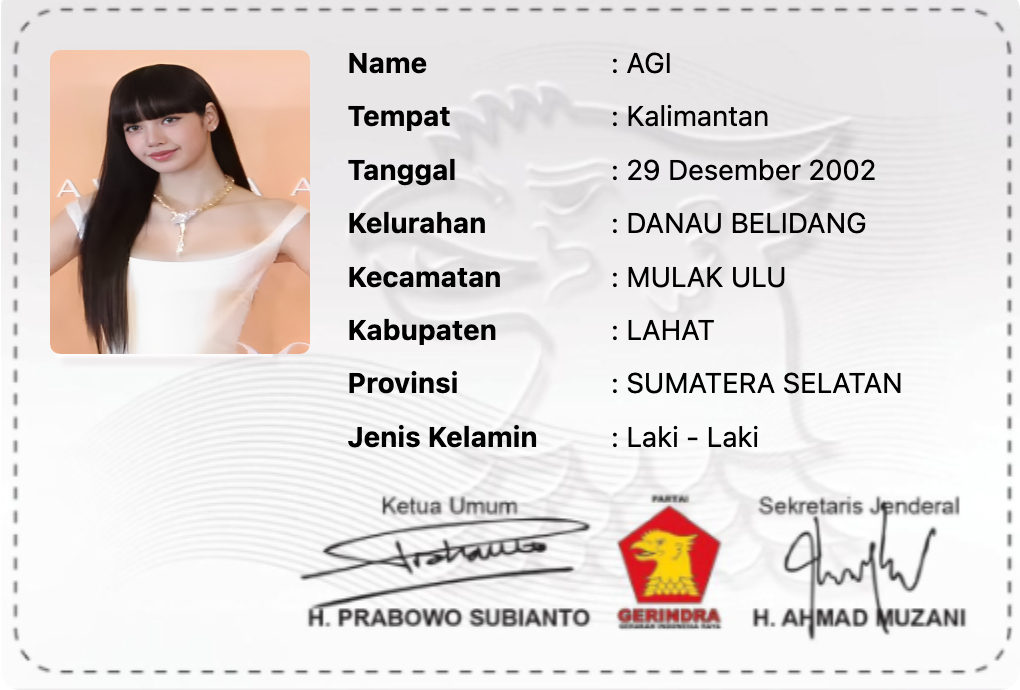 Name : AGI
Tempat : Kalimantan
Tanggal : 29 Desember 2002
Kelurahan : DANAU BELIDANG
Kecamatan : MULAK ULU
Kabupaten : LAHAT
Provinsi : SUMATERA SELATAN
Jenis Kelamin : Laki - Laki
Ketua Umum
H. PRABOWO SUBIANTO
PARTAI
GERINDRA
GERAKAN INDONESIA RAYA
Sekretaris Jenderal
H. AHMAD MUZANI